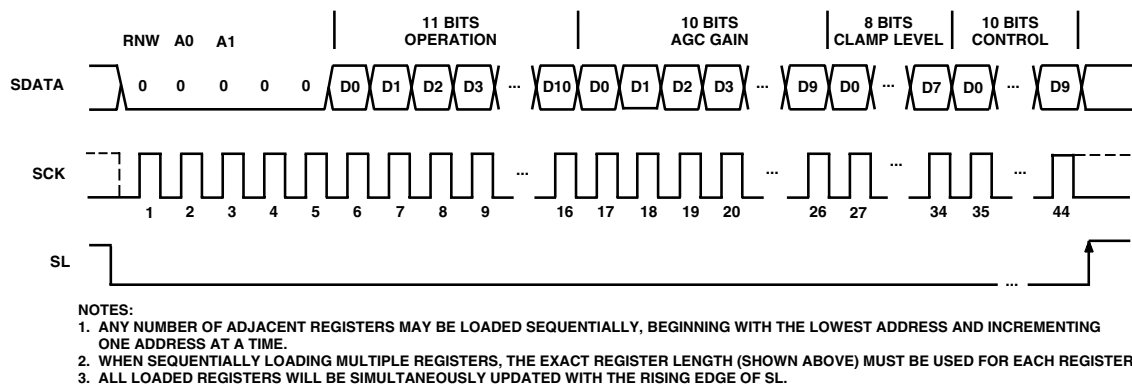 11 BITS
OPERATION
10 BITS
AGC GAIN
8 BITS
CLAMP LEVEL
10 BITS
CONTROL
RNW A0 A1
SDATA 0 0 0 0 0 D0 D1 D2 D3 ... D10 D0 D1 D2 D3 ... D9 D0 ... D7 D0 ... D9
SCK ... ... ... ...
1 2 3 4 5 6 7 8 9 16 17 18 19 20 26 27 34 35 44
SL ...
NOTES:
1. ANY NUMBER OF ADJACENT REGISTERS MAY BE LOADED SEQUENTIALLY, BEGINNING WITH THE LOWEST ADDRESS AND INCREMENTING
ONE ADDRESS AT A TIME.
2. WHEN SEQUENTIALLY LOADING MULTIPLE REGISTERS, THE EXACT REGISTER LENGTH (SHOWN ABOVE) MUST BE USED FOR EACH REGISTER
3. ALL LOADED REGISTERS WILL BE SIMULTANEOUSLY UPDATED WITH THE RISING EDGE OF SL.